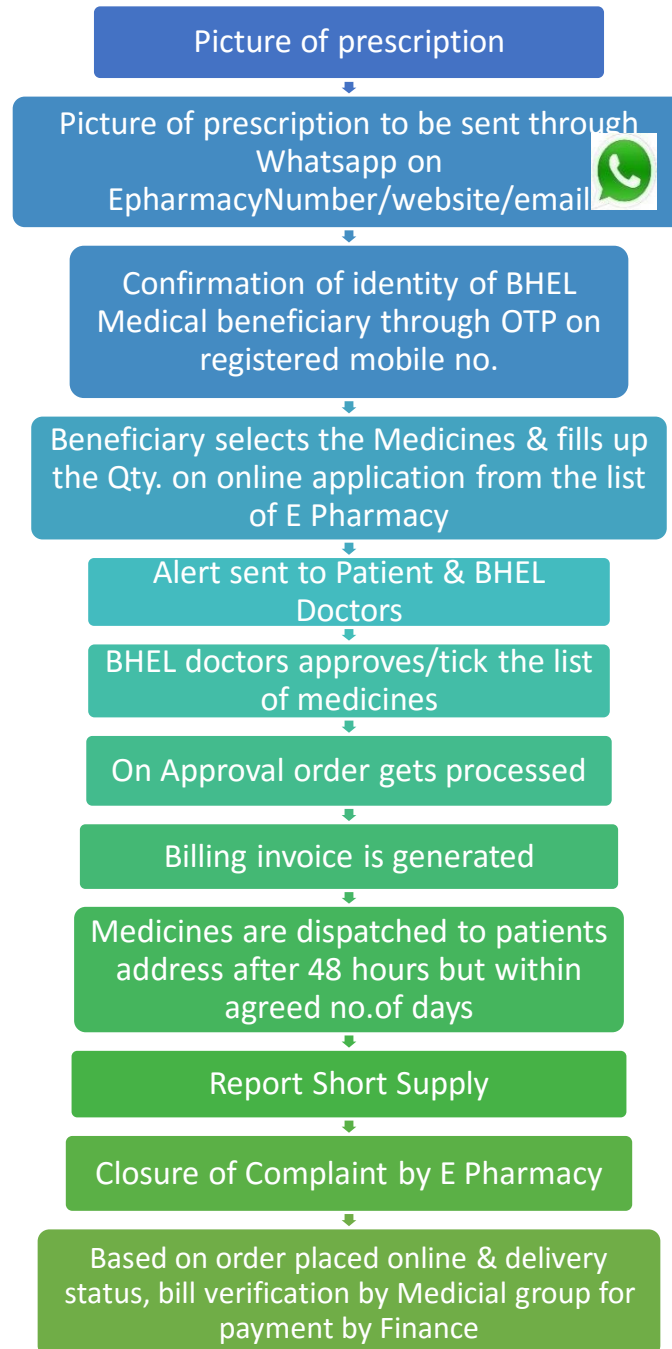 Picture of prescription
Picture of prescription to be sent through
Whatsapp on
EpharmacyNumber/website/email
Confirmation of identity of BHEL
Medical beneficiary through OTP on
registered mobile no.
Beneficiary selects the Medicines & fills up
the Qty. on online application from the list
of E Pharmacy
Alert sent to Patient & BHEL
Doctors
BHEL doctors approves/tick the list
of medicines
On Approval order gets processed
Billing invoice is generated
Medicines are dispatched to patients
address after 48 hours but within
agreed no.of days
Report Short Supply
Closure of Complaint by E Pharmacy
Based on order placed online & delivery
status, bill verification by Medicial group for
payment by Finance